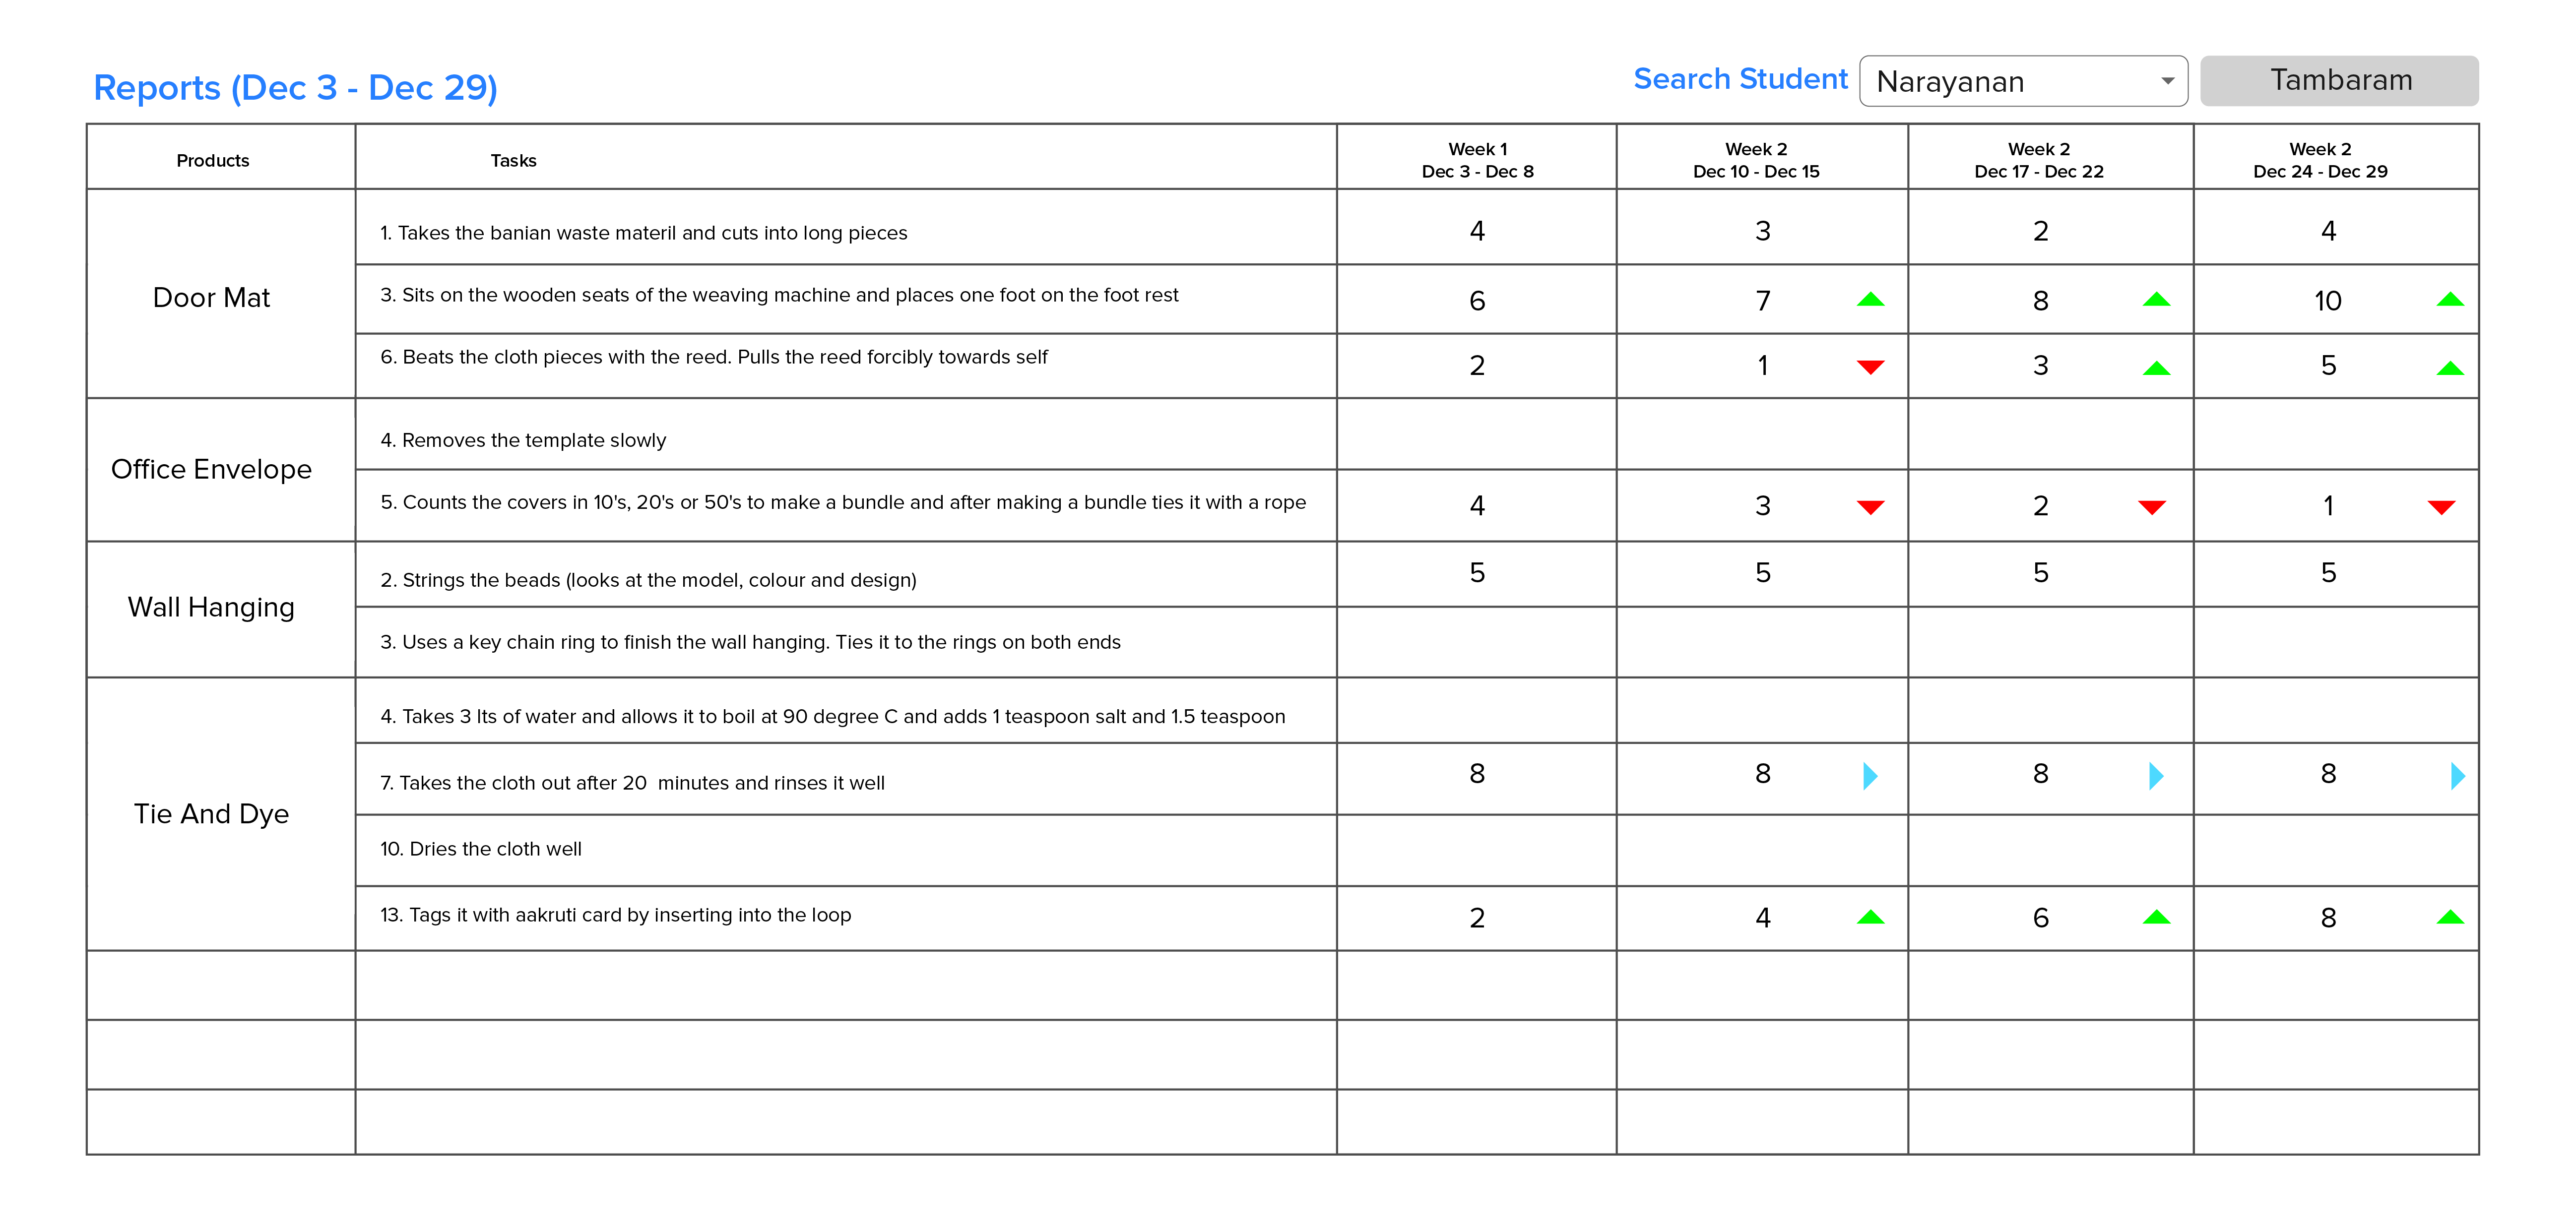 Reports (Dec 3 - Dec 29)
Search Student
Narayanan
Tambaram
Products
Tasks
Week 1
Dec 3 - Dec 8
Week 2
Dec 10 - Dec 15
Week 2
Dec 17 - Dec 22
Week 2
Dec 24 - Dec 29
Door Mat
1. Takes the banian waste materil and cuts into long pieces
4
3
2
4
3. Sits on the wooden seats of the weaving machine and places one foot on the foot rest
6
7
8
10
6. Beats the cloth pieces with the reed. Pulls the reed forcibly towards self
2
1
3
5
Office Envelope
4. Removes the template slowly
5. Counts the covers in 10's, 20's or 50's to make a bundle and after making a bundle ties it with a rope
4
3
2
1
Wall Hanging
2. Strings the beads (looks at the model, colour and design)
5
5
5
5
3. Uses a key chain ring to finish the wall hanging. Ties it to the rings on both ends
Tie And Dye
4. Takes 3 lts of water and allows it to boil at 90 degree C and adds 1 teaspoon salt and 1.5 teaspoon
7. Takes the cloth out after 20  minutes and rinses it well
8
8
8
8
10. Dries the cloth well
13. Tags it with aakruti card by inserting into the loop
2
4
6
8